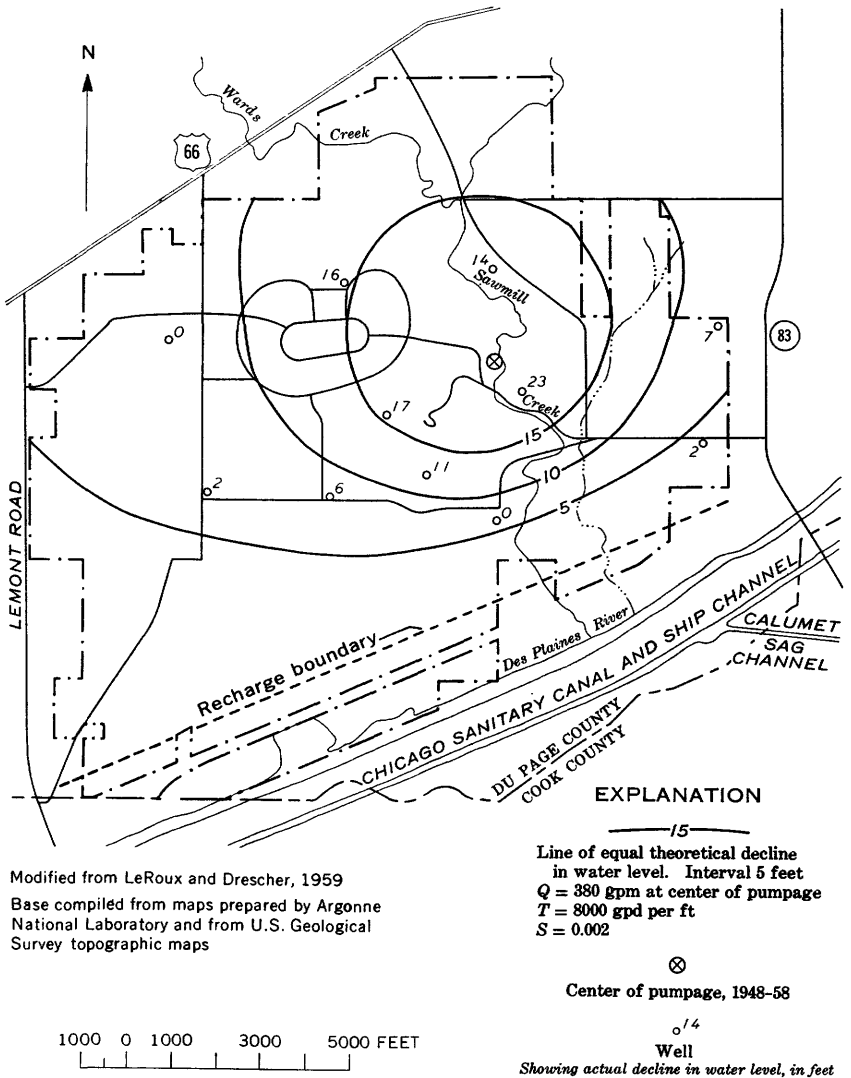 N
Wards
Creek
66
14
Sawmill
16
0
7
83
23
Creek
17
15
2
11
10
2
6
5
0
LEMONT ROAD
Recharge boundary
Des Plaines River
CHICAGO SANITARY CANAL AND SHIP CHANNEL
CALUMET
SAG
CHANNEL
DU PAGE COUNTY
COOK COUNTY
EXPLANATION
15
Line of equal theoretical decline
in water level. Interval 5 feet
Q = 380 gpm at center of pumpage
T = 8000 gpd per ft
S = 0.002
Center of pumpage, 1948-58
14
Well
Showing actual decline in water level, in feet
Modified from LeRoux and Drescher, 1959
Base compiled from maps prepared by Argonne
National Laboratory and from U.S. Geological
Survey topographic maps
1000 0 1000 3000 5000 FEET